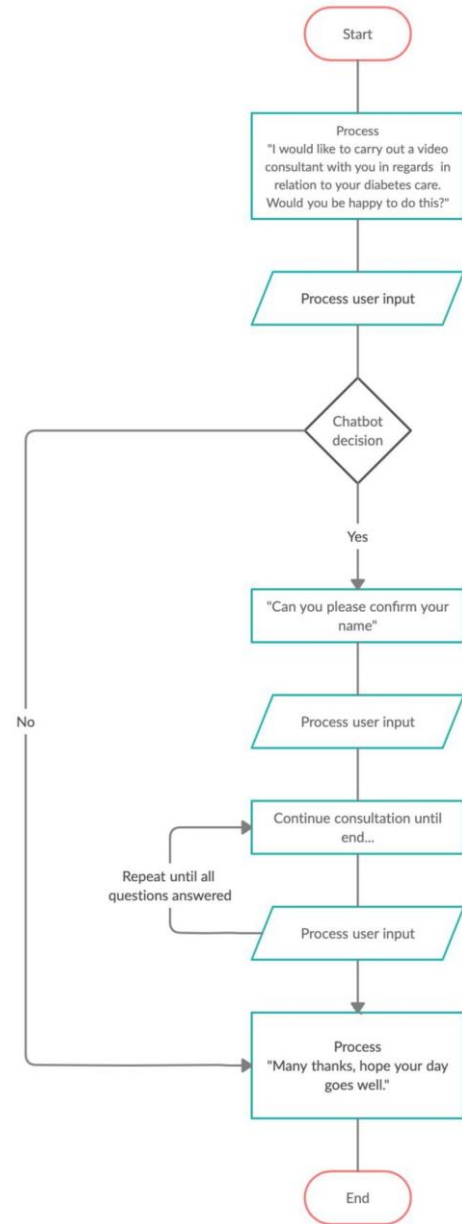 Start
Process
"I would like to carry out a video
consultant with you in regards in
relation to your diabetes care.
Would you be happy to do this?"
Process user input
Chatbot
decision
Yes
"Can you please confirm your
name"
No
Process user input
Continue consultation until
end...
Repeat until all
questions answered
Process user input
Process
"Many thanks, hope your day
goes well."
End